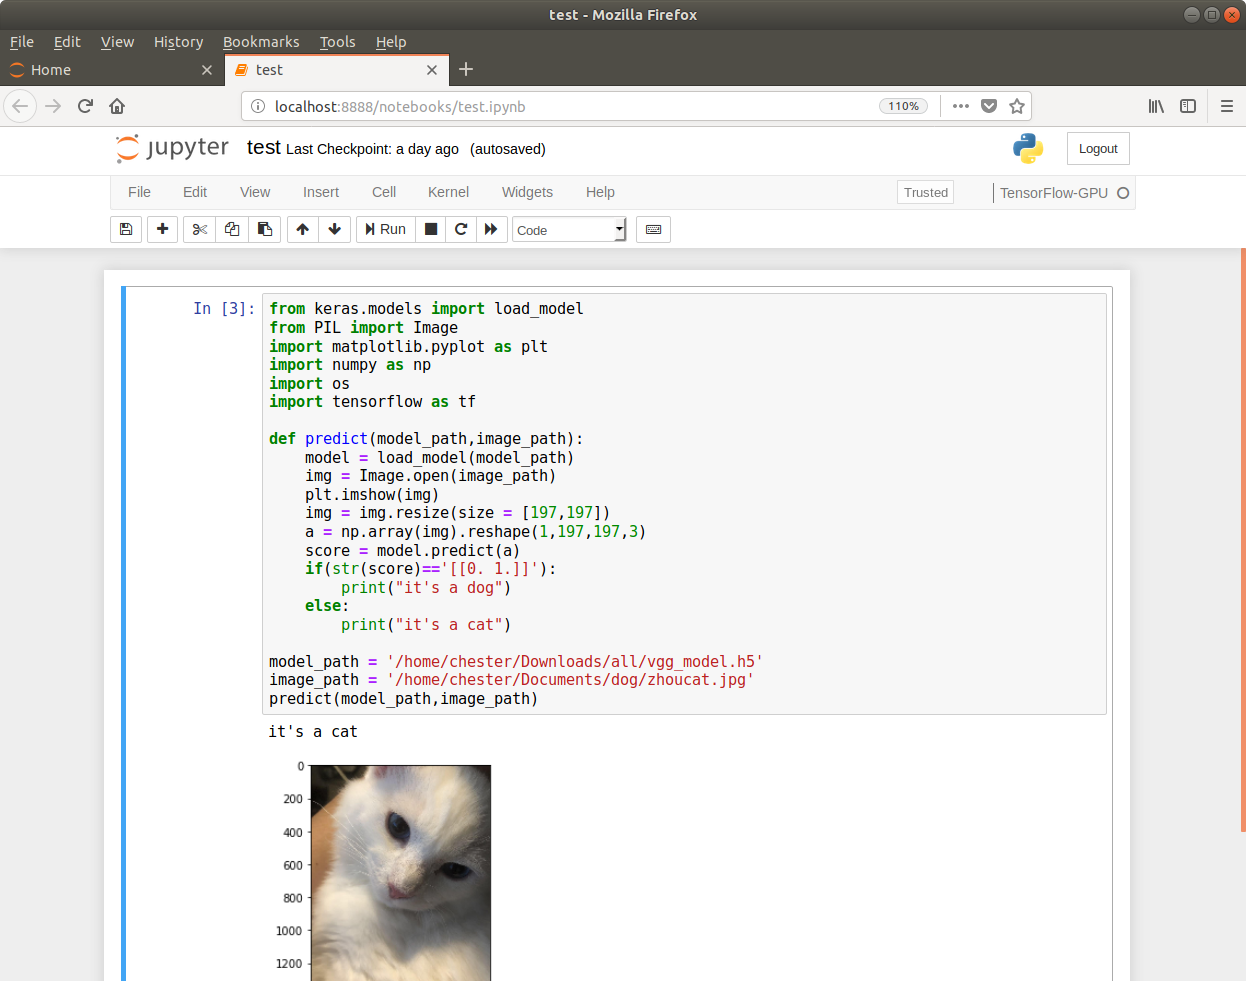 test - Mozilla Firefox
File Edit View History Bookmarks Tools Help
Home test
localhost:8888/notebooks/test.ipynb 110%
jupyter test Last Checkpoint: a day ago (autosaved) Logout
File Edit View Insert Cell Kernel Widgets Help Trusted TensorFlow-GPU
Run Code
In [3]: from keras.models import load_model
from PIL import Image
import matplotlib.pyplot as plt
import numpy as np
import os
import tensorflow as tf
def predict(model_path,image_path):
    model = load_model(model_path)
    img = Image.open(image_path)
    plt.imshow(img)
    img = img.resize(size = [197,197])
    a = np.array(img).reshape(1,197,197,3)
    score = model.predict(a)
    if(str(score)=='[[0. 1.]]'):
        print("it's a dog")
    else:
        print("it's a cat")
model_path = '/home/chester/Downloads/all/vgg_model.h5'
image_path = '/home/chester/Documents/dog/zhoucat.jpg'
predict(model_path,image_path)
it's a cat
0
200
400
600
800
1000
1200